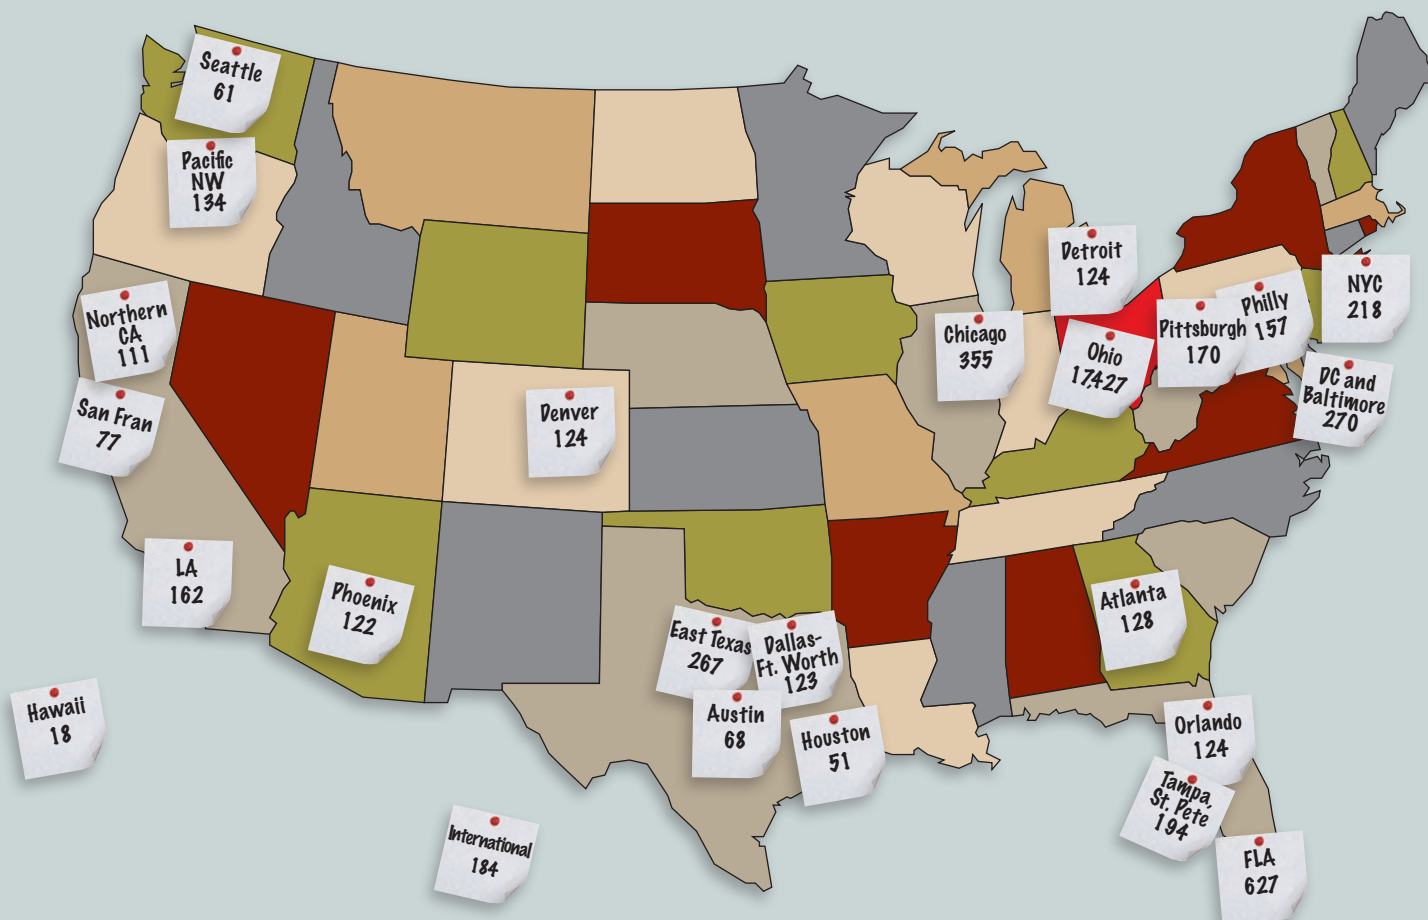 Seattle
61
Pacific
NW
134
Northern
CA
111
San Fran
77
LA
162
Hawaii
18
Phoenix
122
Denver
124
International
184
East Texas
267
Dallas-
Ft. Worth
123
Austin
68
Houston
51
Chicago
355
Detroit
124
Ohio
17,427
Pittsburgh
170
Philly
157
NYC
218
DC and
Baltimore
270
Atlanta
128
Orlando
124
Tampa,
St. Pete
194
FLA
627